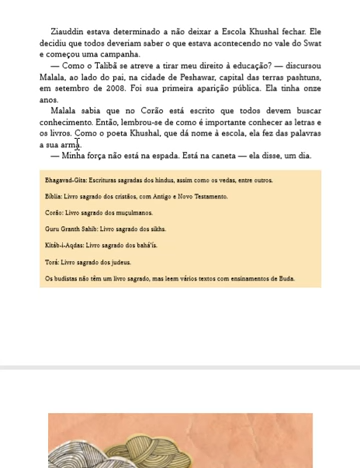 Ziauddin estava determinado a não deixar a Escola Khushal fechar. Ele
decidiu que todos deveriam saber o que estava acontecendo no vale do Swat
e começou uma campanha.
— Como o Talibã se atreve a tirar meu direito à educação? — discursou
Malala, ao lado do pai, na cidade de Peshawar, capital das terras pashtuns,
em setembro de 2008. Foi sua primeira aparição pública. Ela tinha onze
anos.
Malala sabia que no Corão está escrito que todos devem buscar
conhecimento. Então, lembrou-se de como é importante conhecer as letras e
os livros. Como o poeta Khushal, que dá nome à escola, ela fez das palavras
a sua arma.
— Minha força não está na espada. Está na caneta — ela disse, um dia.
Bhagavad-Gita: Escrituras sagradas dos hindus, assim como os vedas, entre outros.
Bíblia: Livro sagrado dos cristãos, com Antigo e Novo Testamento.
Corão: Livro sagrado dos muçulmanos.
Guru Granth Sahib: Livro sagrado dos sikhs.
Kitáb-i-Aqdas: Livro sagrado dos bahá'ís.
Torá: Livro sagrado dos judeus.
Os budistas não têm um livro sagrado, mas leem vários textos com ensinamentos de Buda.